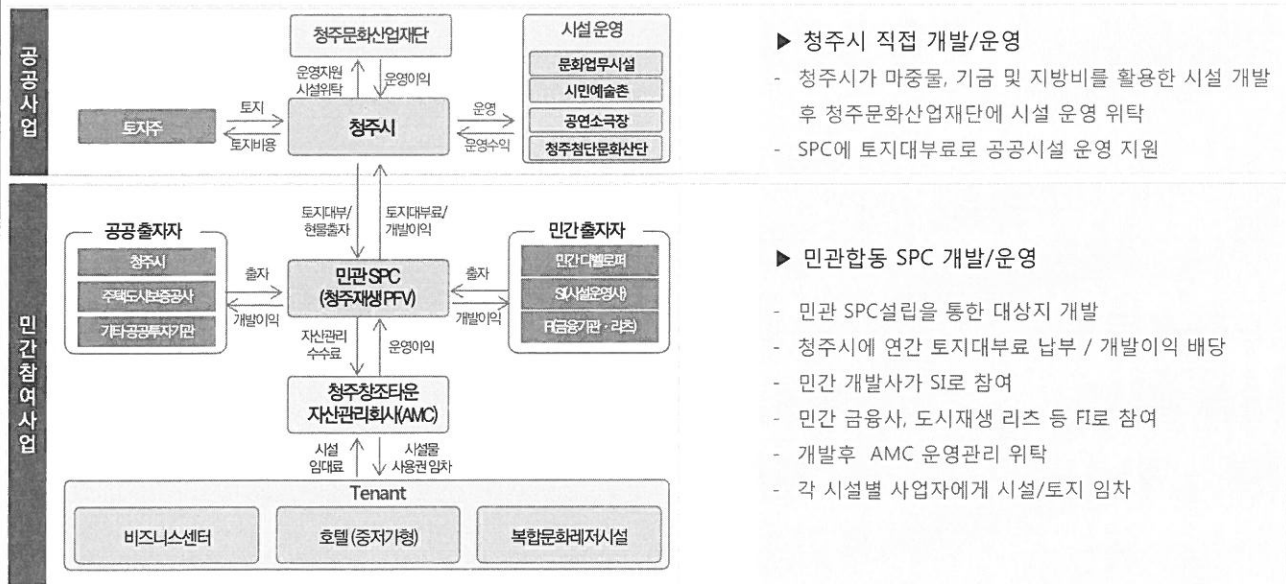 공공사업
청주문화산업재단
운영지원
시설위탁
운영이익
토지주
토지
토지비용
청주시
운영
운영수익
시설 운영
문화업무시설
시민예술촌
공연소극장
청주첨단문화산단
▶ 청주시 직접 개발/운영
- 청주시가 마중물, 기금 및 지방비를 활용한 시설 개발
후 청주문화산업재단에 시설 운영 위탁
- SPC에 토지대부료로 공공시설 운영 지원
민간참여사업
토지대부/
현물출자
토지대부료/
개발이익
공공 출자자
청주시
주택도시보증공사
기타 공공투자기관
출자
개발이익
민관 SPC
(청주재생 PFV)
출자
개발이익
민간 출자자
민간 디벨로퍼
SI(시설운영사)
FI(금융기관·리츠)
자산관리
수수료
운영이익
청주창조타운
자산관리회사(AMC)
시설
임대료
시설물
사용권 임차
Tenant
비즈니스센터
호텔 (중저가형)
복합문화레저시설
▶ 민관합동 SPC 개발/운영
- 민관 SPC설립을 통한 대상지 개발
- 청주시에 연간 토지대부료 납부 / 개발이익 배당
- 민간 개발사가 SI로 참여
- 민간 금융사, 도시재생 리츠 등 FI로 참여
- 개발후 AMC 운영관리 위탁
- 각 시설별 사업자에게 시설/토지 임차